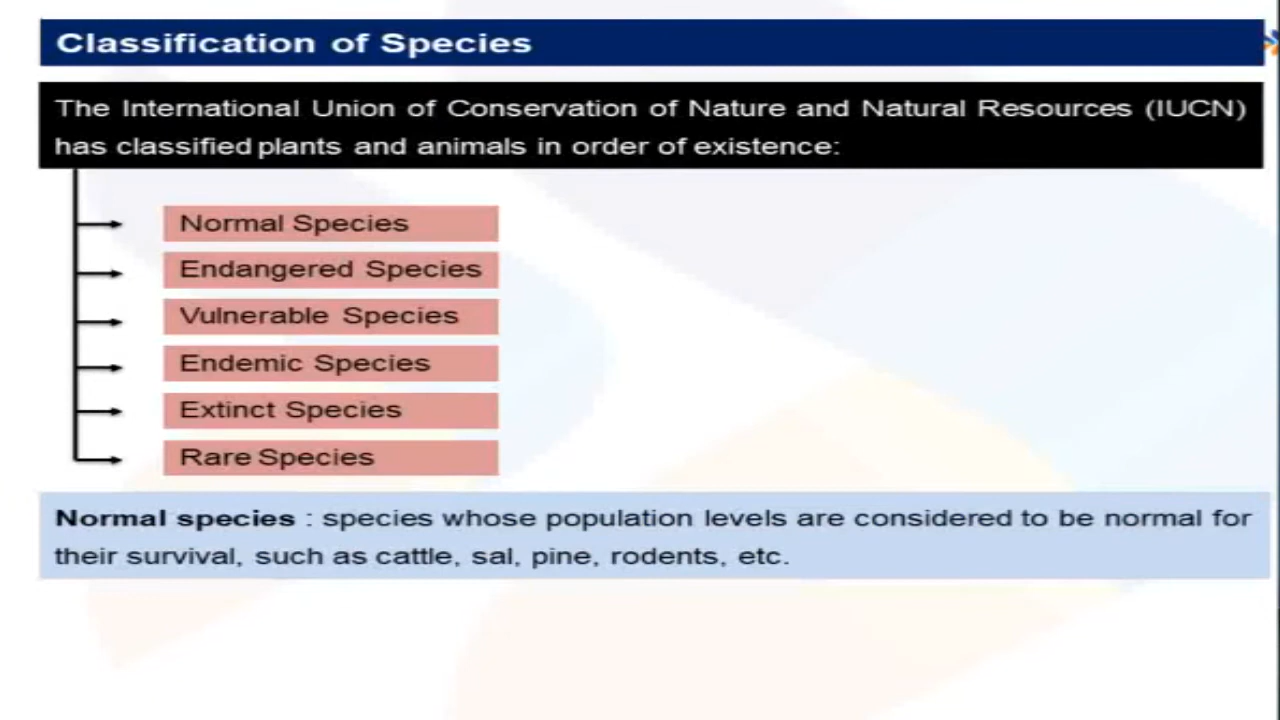 Classification of Species
The International Union of Conservation of Nature and Natural Resources (IUCN)
has classified plants and animals in order of existence:
Normal Species
Endangered Species
Vulnerable Species
Endemic Species
Extinct Species
Rare Species
Normal species : species whose population levels are considered to be normal for
their survival, such as cattle, sal, pine, rodents, etc.